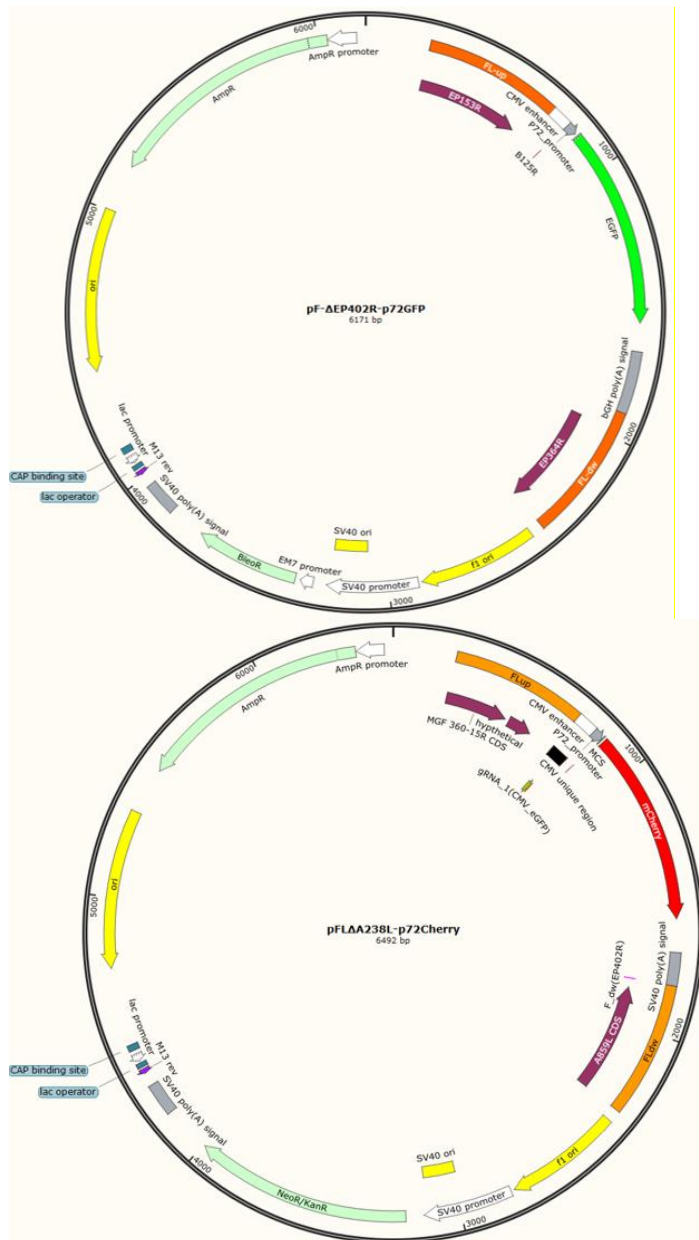 6000
AmpR promoter
AmpR
FL-up
CMV enhancer
p72_promoter
EP153R
B125R
1000
EGFP
5000
ori
pF-ΔEP402R-p72GFP
6171 bp
bGH poly(A) signal
2000
FL-dw
EP364R
lac promoter
CAP binding site
lac operator
M13 rev
4000
SV40 poly(A) signal
BleoR
EM7 promoter
SV40 ori
SV40 promoter
3000
f1 ori
6000
AmpR promoter
AmpR
FLup
CMV enhancer
p72_promoter
MCS
MGF 360-15R CDS
hypthetical
gRNA_1(CMV_eGFP)
CMV unique region
1000
mCherry
5000
ori
pFLΔA238L-p72Cherry
6492 bp
F_dw(EP402R)
SV40 poly(A) signal
2000
A859L CDS
FLdw
lac promoter
CAP binding site
lac operator
M13 rev
SV40 poly(A) signal
4000
NeoR/KanR
SV40 ori
SV40 promoter
3000
f1 ori